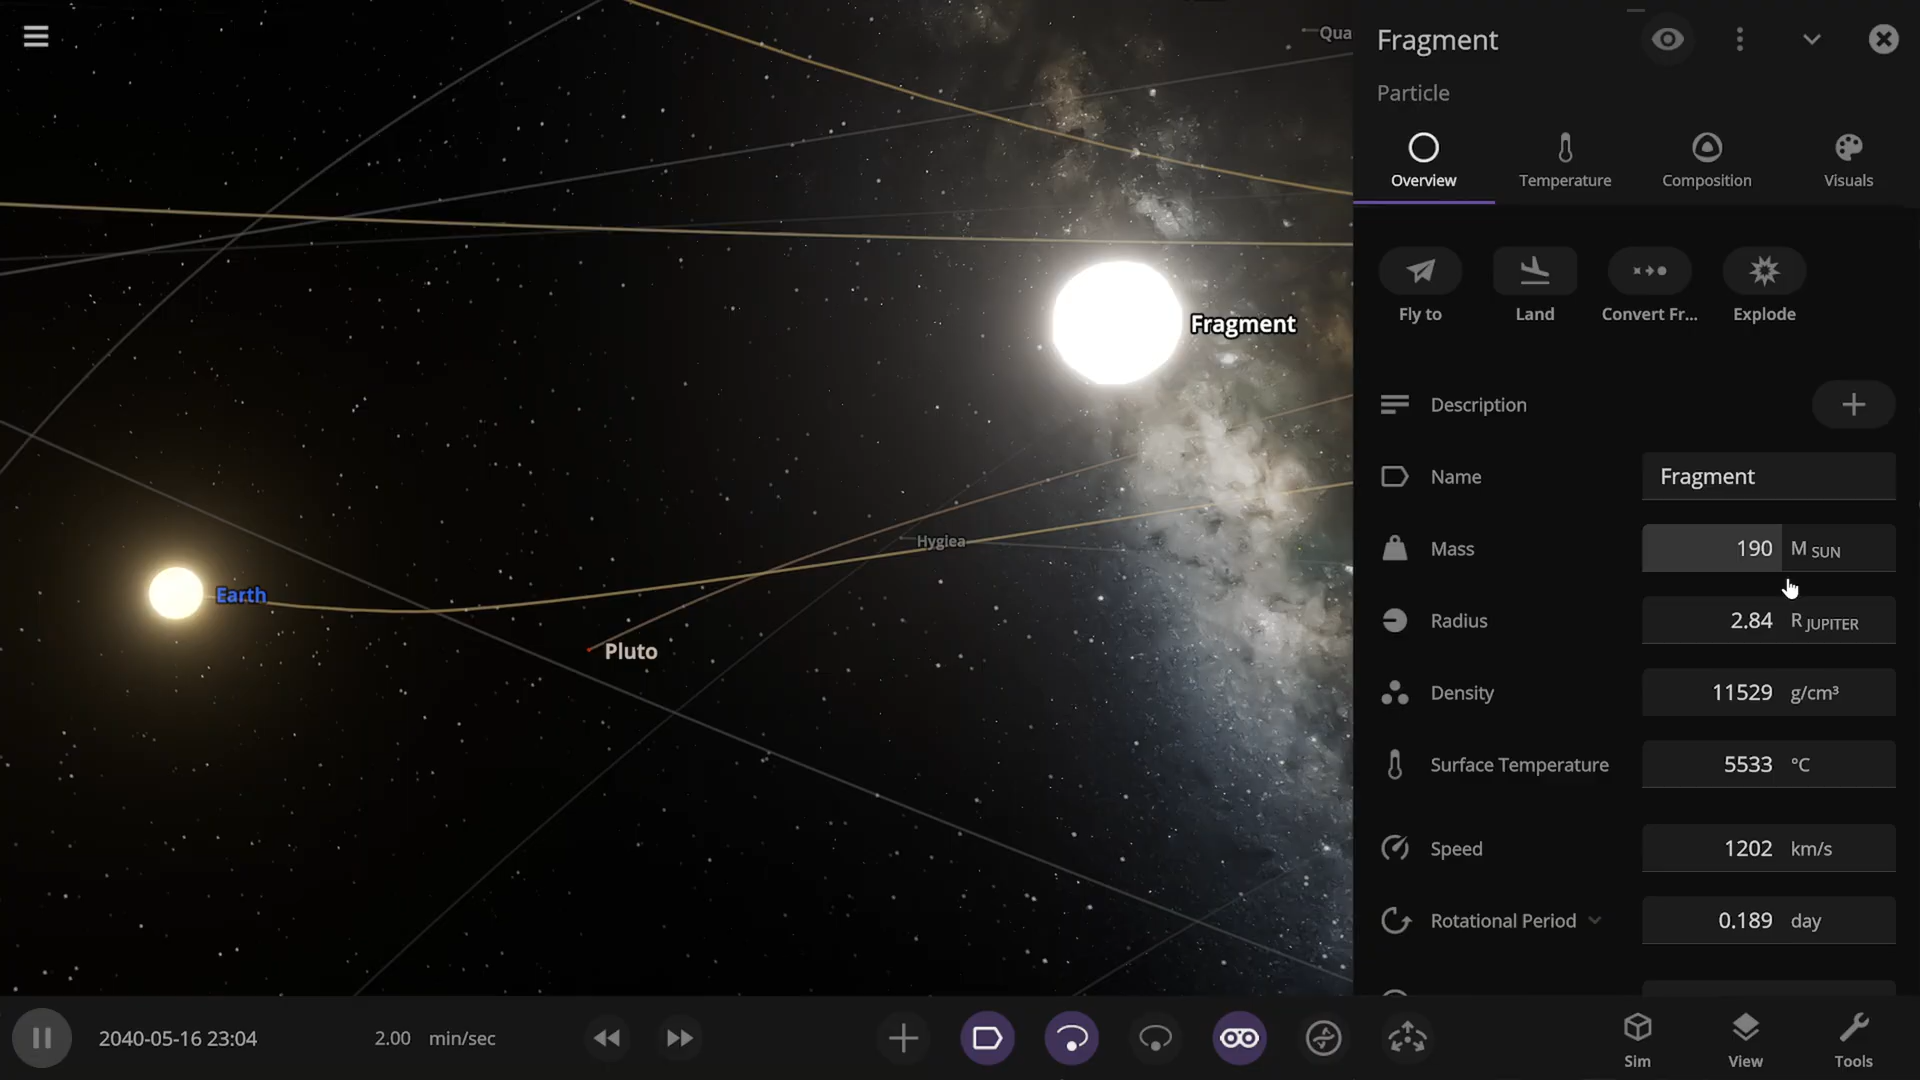 Qua
Fragment
Particle
Overview
Temperature
Composition
Visuals
Fly to
Land
Convert Fr...
Explode
Fragment
Description
Name
Fragment
Mass
190 M SUN
Hygiea
Earth
Pluto
Radius
2.84 R JUPITER
Density
11529 g/cm³
Surface Temperature
5533 °C
Speed
1202 km/s
Rotational Period
0.189 day
2040-05-16 23:04
2.00 min/sec
Sim
View
Tools